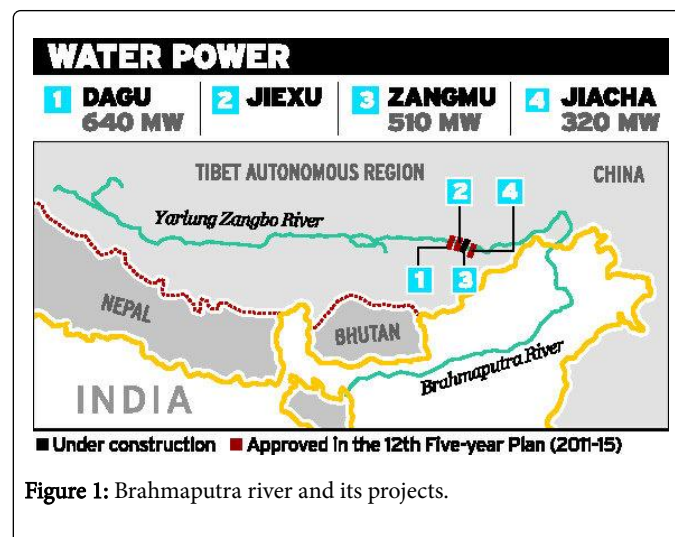 WATER POWER
1 DAGU 640 MW
2 JIEXU
3 ZANGMU 510 MW
4 JIACHA 320 MW
TIBET AUTONOMOUS REGION
CHINA
Yarlung Zangbo River
2
4
1
3
NEPAL
BHUTAN
Brahmaputra River
INDIA
Under construction
Approved in the 12th Five-year Plan (2011-15)
Figure 1: Brahmaputra river and its projects.